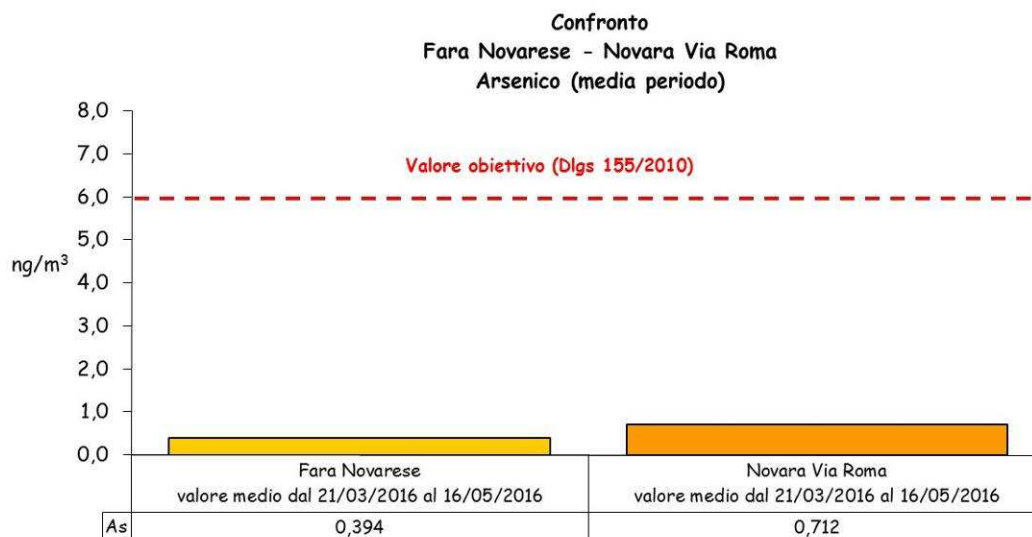 Confronto
Fara Novarese - Novara Via Roma
Arsenico (media periodo)
8,0
7,0
Valore obiettivo (Dlgs 155/2010)
6,0
5,0
ng/m³
4,0
3,0
2,0
1,0
0,0
Fara Novarese
valore medio dal 21/03/2016 al 16/05/2016
Novara Via Roma
valore medio dal 21/03/2016 al 16/05/2016
As 0,394 0,712